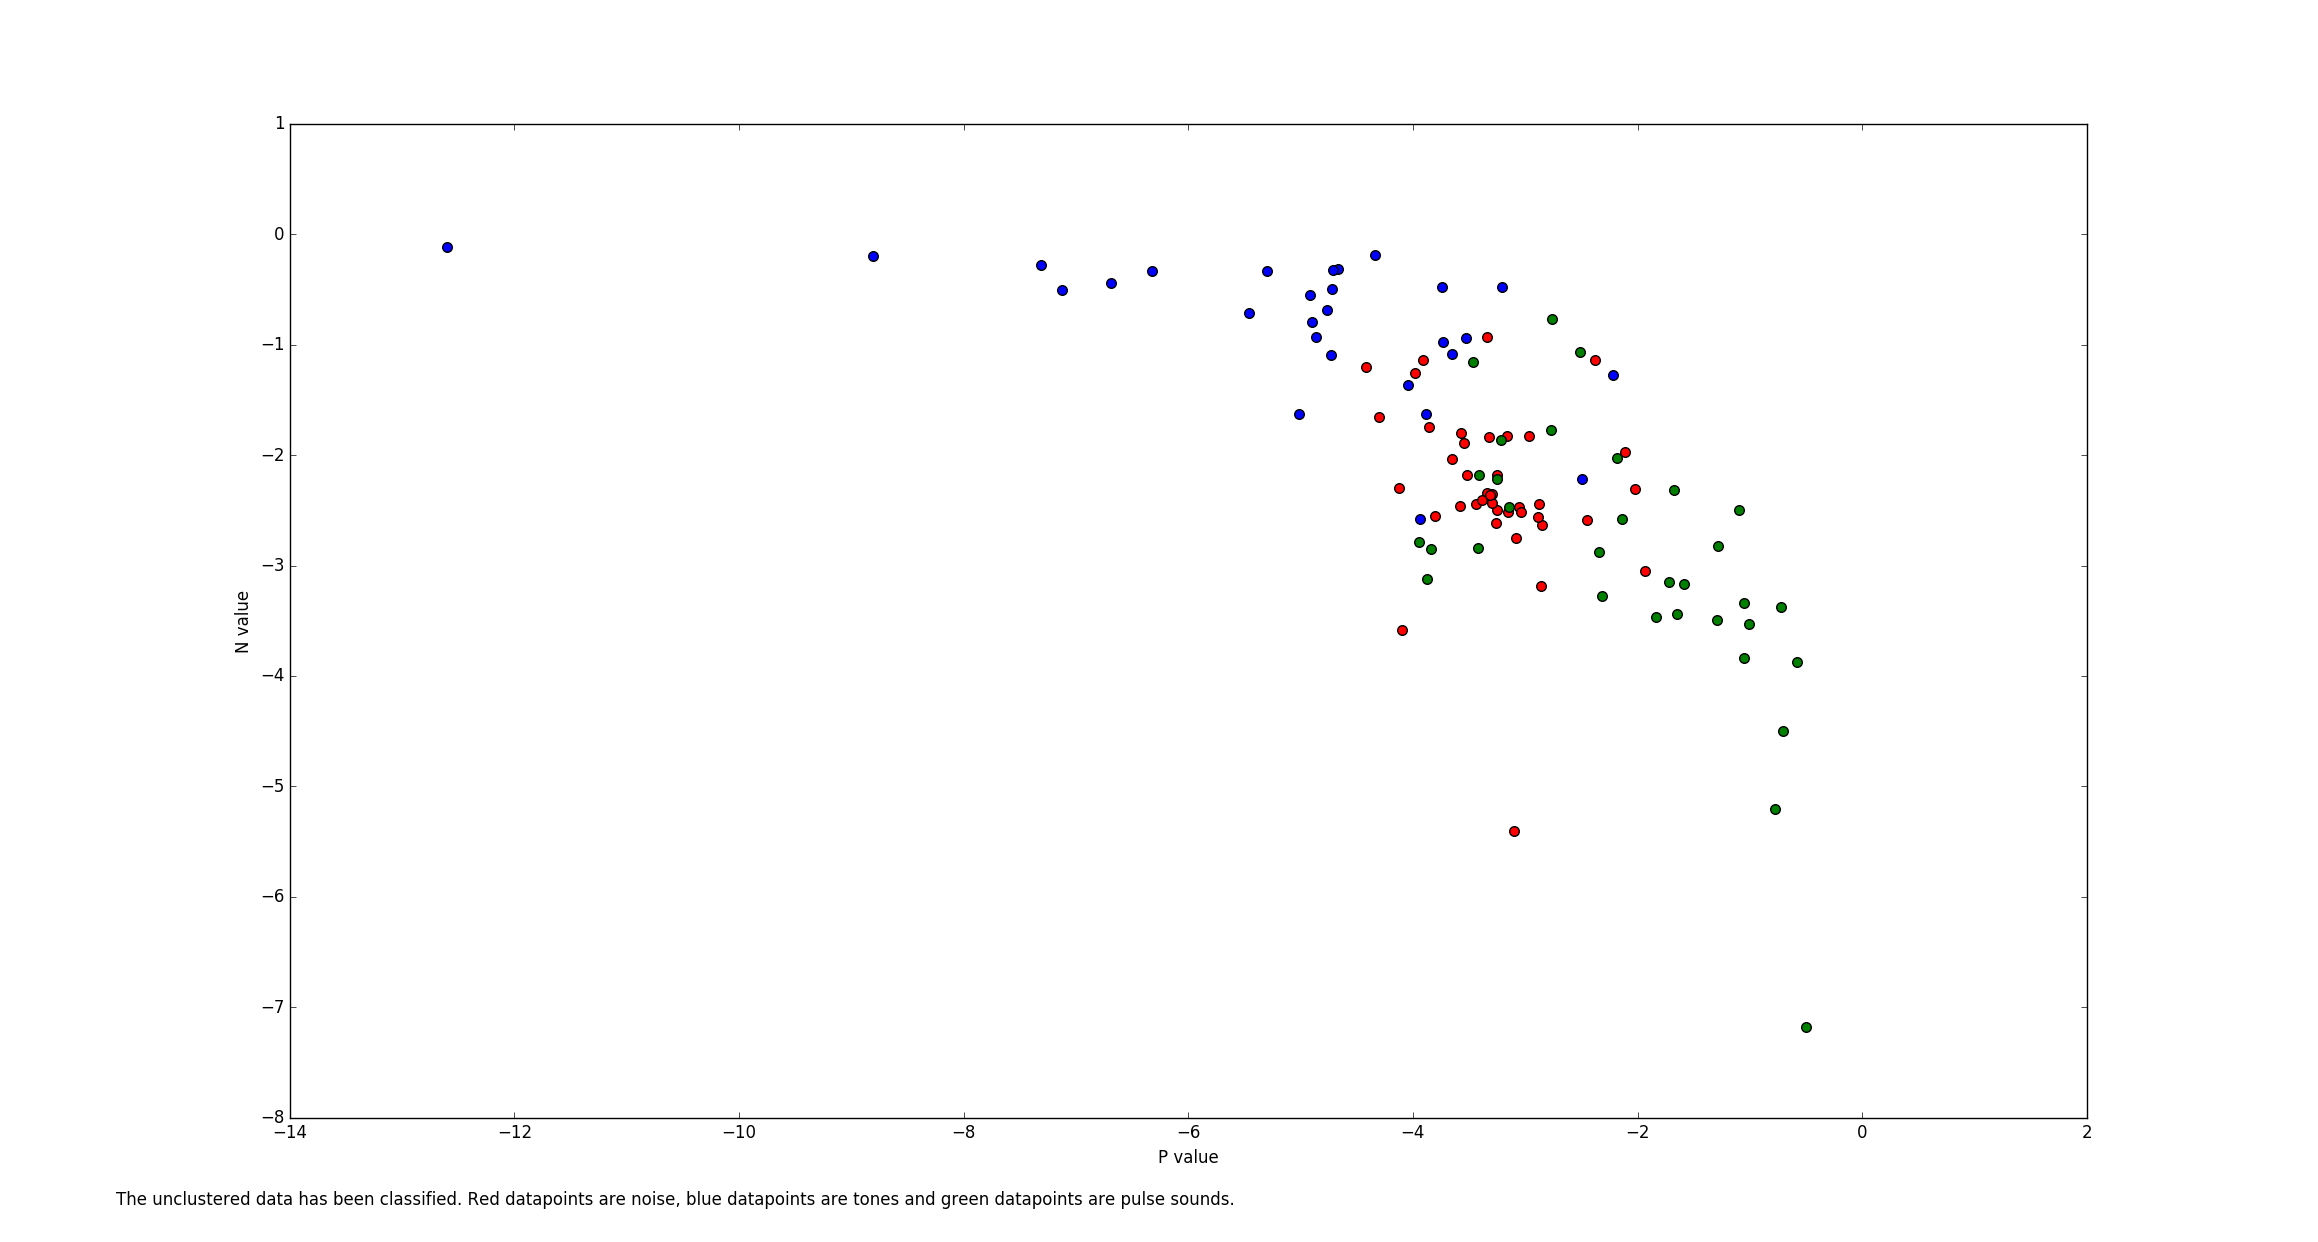 1
0
−1
−2
−3
−4
−5
−6
−7
−8
N value
−14 −12 −10 −8 −6 −4 −2 0 2
P value
The unclustered data has been classified. Red datapoints are noise, blue datapoints are tones and green datapoints are pulse sounds.